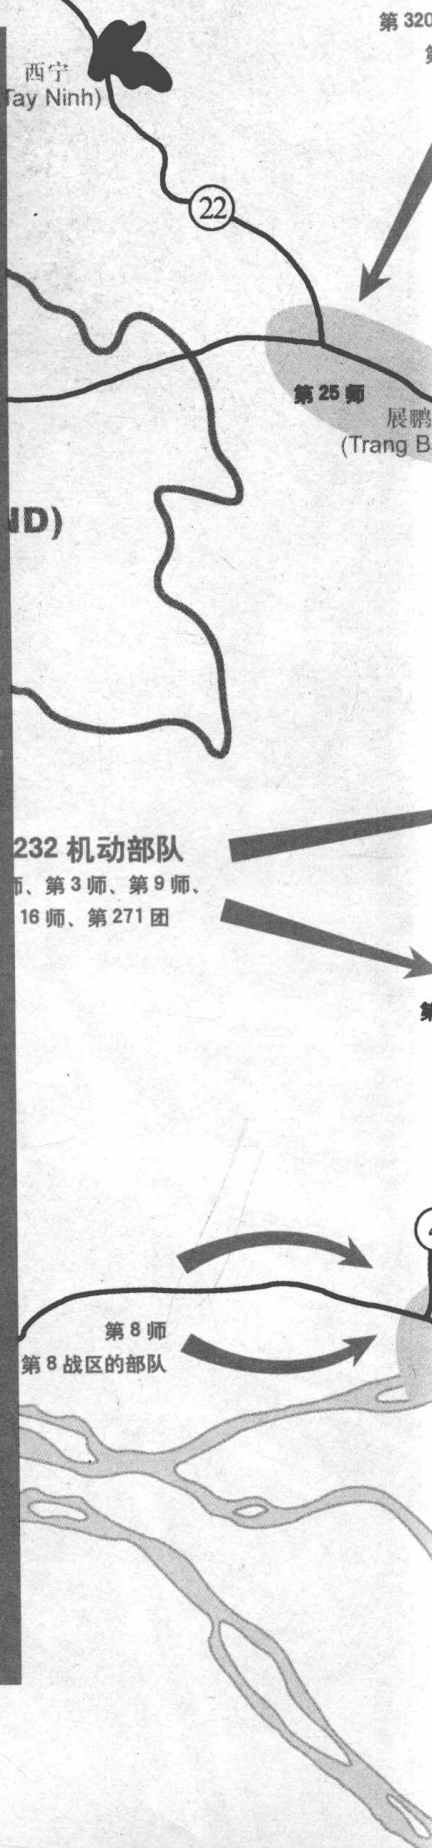 第 320
西宁
Tay Ninh)
22
第 25 师
展鹏
(Trang B
ND)
232 机动部队
师、第 3 师、第 9 师、
16 师、第 271 团
第 8 师
第 8 战区的部队